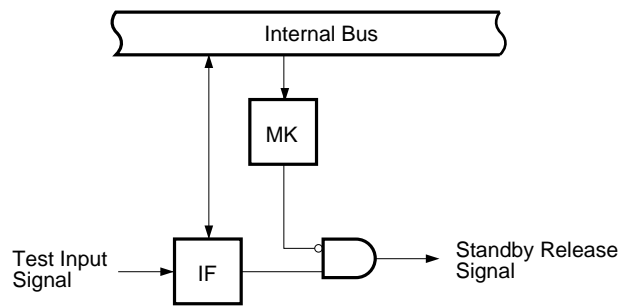 Internal Bus
MK
Test Input
Signal
IF
Standby Release
Signal